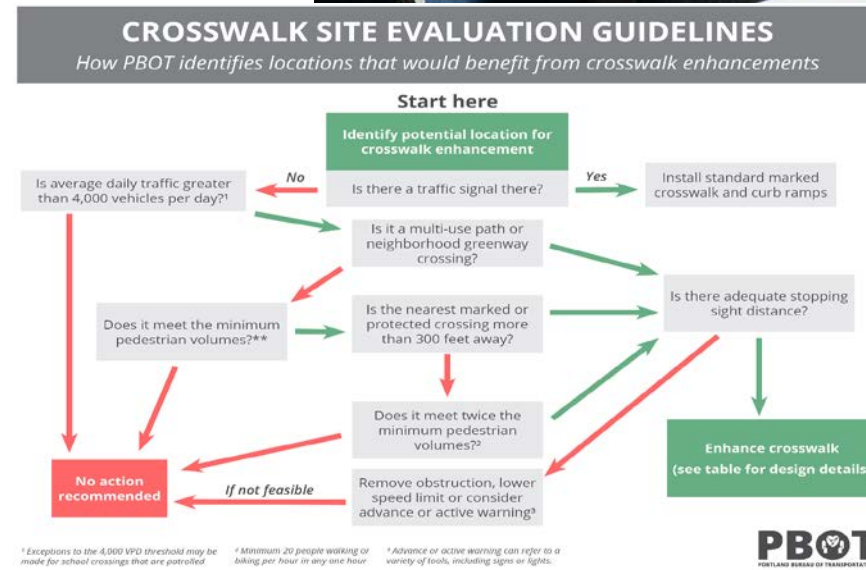 CROSSWALK SITE EVALUATION GUIDELINES
How PBOT identifies locations that would benefit from crosswalk enhancements
Start here
Identify potential location for
crosswalk enhancement
Is there a traffic signal there?
No
Yes
Is average daily traffic greater
than 4,000 vehicles per day?¹
Install standard marked
crosswalk and curb ramps
Is it a multi-use path or
neighborhood greenway
crossing?
Is there adequate stopping
sight distance?
Does it meet the minimum
pedestrian volumes?**
Is the nearest marked or
protected crossing more
than 300 feet away?
Does it meet twice the
minimum pedestrian
volumes?²
Enhance crosswalk
(see table for design details
No action
recommended
If not feasible
Remove obstruction, lower
speed limit or consider
advance or active warning³
¹ Exceptions to the 4,000 VPD threshold may be
made for school crossings that are patrolled
² Minimum 20 people walking or
biking per hour in any one hour
³ Advance or active warning can refer to a
variety of tools, including signs or lights.
PBOT
PORTLAND BUREAU OF TRANSPORTA